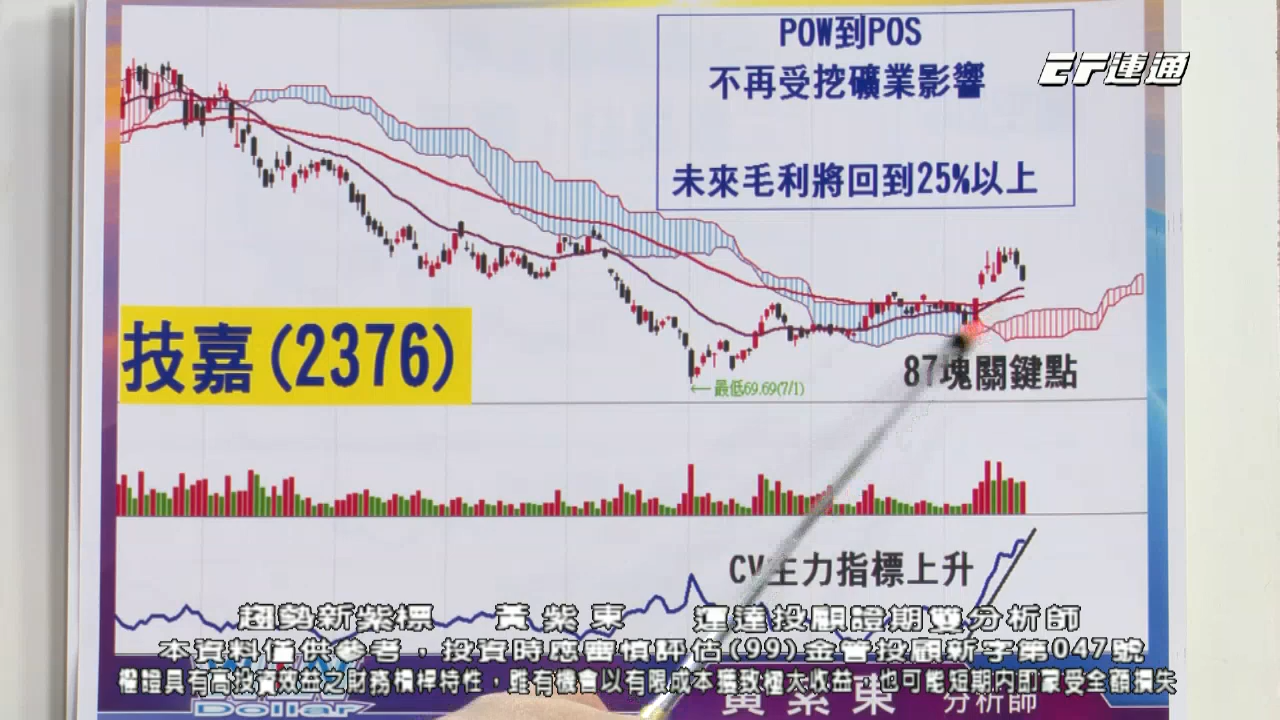 POW到POS
不再受挖礦業影響
運通
未來毛利將回到25%以上
技嘉(2376)
87塊關鍵點
←最低69.69(7/1)
CV主力指標上升
趨勢新紫標 黃紫東 運達投顧證期雙分析師
本資料僅供參考，投資時應審慎評估(99)金管投顧新字第047號
權證具有高投資效益之財務槓桿特性，雖有機會以有限成本獲致極大收益，也可能短期內即蒙受全額損失
Dollar 黃紫東 分析師